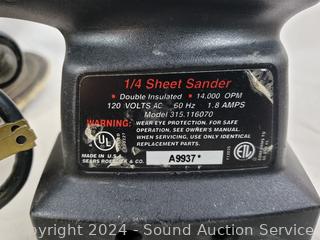 1/4 Sheet Sander
• Double Insulated • 14,000 OPM
120 VOLTS AC 60 Hz 1.8 AMPS
Model 315.116070
WARNING: WEAR EYE PROTECTION. FOR SAFE
OPERATION, SEE OWNER'S MANUAL.
WHEN SERVICING, USE ONLY IDENTICAL
REPLACEMENT PARTS.
UL
MADE IN U.S.A.
SEARS ROEBUCK & CO.
A9937*
Copyright 2024 - Sound Auction Service